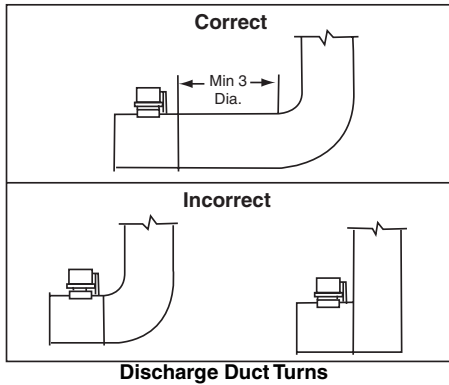 Correct
Min 3
Dia.
Incorrect
Discharge Duct Turns